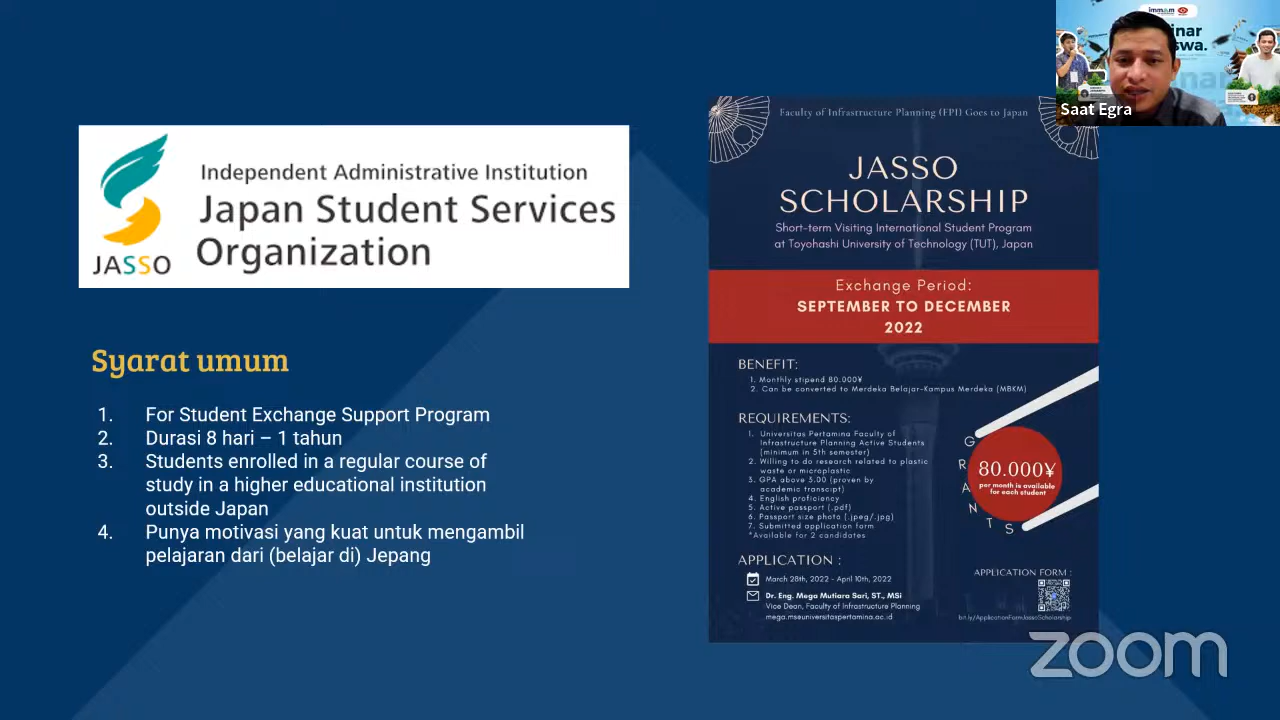 Independent Administrative Institution
Japan Student Services
Organization
JASSO
Syarat umum
1. For Student Exchange Support Program
2. Durasi 8 hari – 1 tahun
3. Students enrolled in a regular course of
study in a higher educational institution
outside Japan
4. Punya motivasi yang kuat untuk mengambil
pelajaran dari (belajar di) Jepang
Faculty of Infrastructure Planning (FPI) Goes to Japan
JASSO
SCHOLARSHIP
Short-term Visiting International Student Program
at Toyohashi University of Technology (TUT), Japan
Exchange Period:
SEPTEMBER TO DECEMBER
2022
BENEFIT:
1. Monthly stipend 80.000¥
2. Can be converted to Merdeka Belajar-Kampus Merdeka (MBKM)
REQUIREMENTS:
1. Universitas Pertamina Faculty of
Infrastructure Planning Active Students
(minimum in 5th semester)
2. Willing to do research related to plastic
waste or microplastic
3. GPA above 3.00 (proven by
academic transcipt)
4. English proficiency
5. Active passport (.pdf)
6. Passport size photo (.jpeg/.jpg)
7. Submitted application form
*Available for 2 candidates
GRANTS
80.000¥
per month is available
for each student
APPLICATION :
March 28th, 2022 - April 10th, 2022
Dr. Eng. Mega Mutiara Sari, ST., MSi
Vice Dean, Faculty of Infrastructure Planning
mega.mseuniversitaspertamina.ac.id
APPLICATION FORM :
bit.ly/ApplicationFormJassoScholarship
Saat Egra
zoom